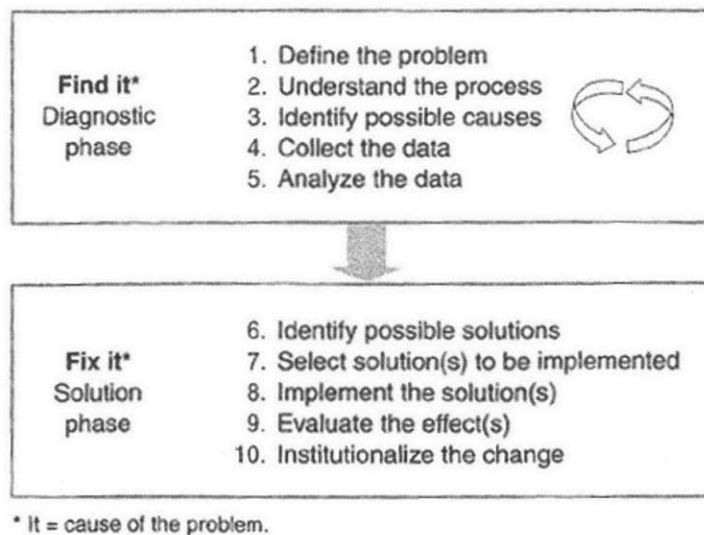 Find it*
Diagnostic
phase
1. Define the problem
2. Understand the process
3. Identify possible causes
4. Collect the data
5. Analyze the data
Fix it*
Solution
phase
6. Identify possible solutions
7. Select solution(s) to be implemented
8. Implement the solution(s)
9. Evaluate the effect(s)
10. Institutionalize the change
* It = cause of the problem.